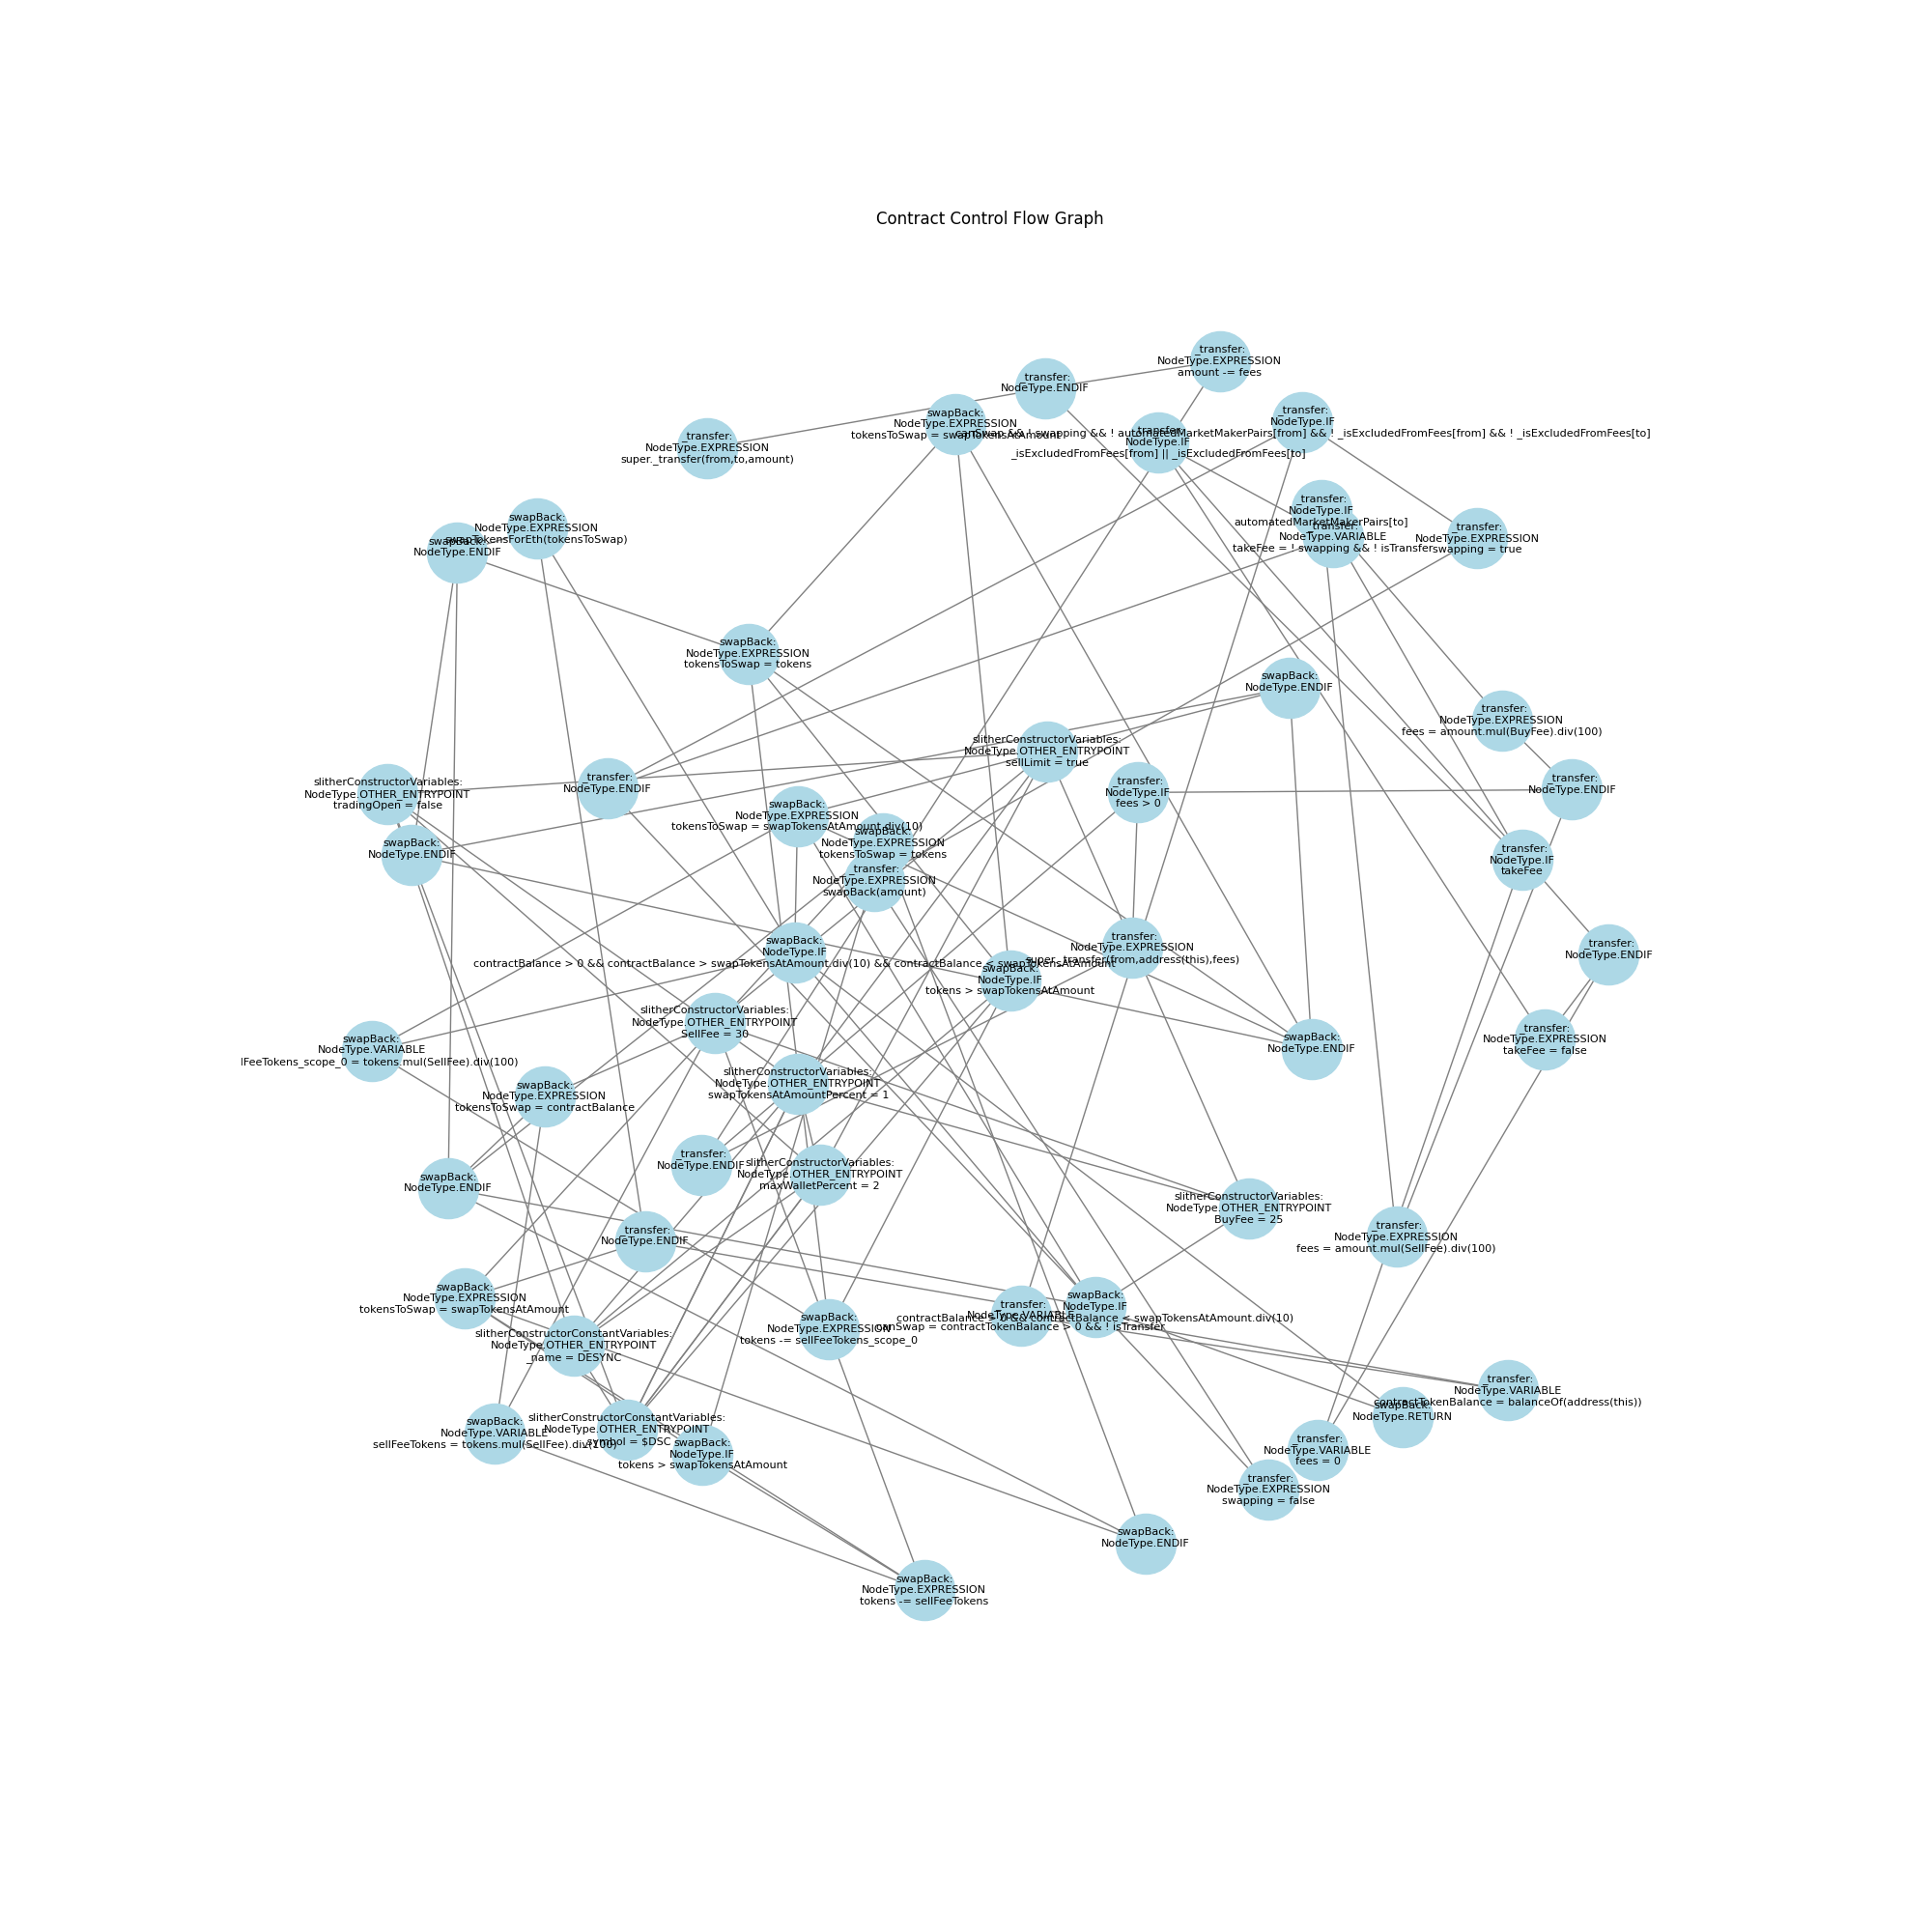 Contract Control Flow Graph
_transfer:
NodeType.EXPRESSION
amount -= fees
_transfer:
NodeType.ENDIF
swapBack:
NodeType.EXPRESSION
tokensToSwap = swapTokensAtAmount
_transfer:
NodeType.IF
canSwap && ! swapping && ! automatedMarketMakerPairs[from] && ! _isExcludedFromFees[from] && ! _isExcludedFromFees[to]
_transfer:
NodeType.IF
_isExcludedFromFees[from] || _isExcludedFromFees[to]
_transfer:
NodeType.EXPRESSION
super._transfer(from,to,amount)
_transfer:
NodeType.IF
automatedMarketMakerPairs[to]
_transfer:
NodeType.VARIABLE
takeFee = ! swapping && ! isTransfer
_transfer:
NodeType.EXPRESSION
swapping = true
swapBack:
NodeType.EXPRESSION
swapTokensForEth(tokensToSwap)
swapBack:
NodeType.ENDIF
swapBack:
NodeType.EXPRESSION
tokensToSwap = tokens
swapBack:
NodeType.ENDIF
_transfer:
NodeType.EXPRESSION
fees = amount.mul(BuyFee).div(100)
slitherConstructorVariables:
NodeType.OTHER_ENTRYPOINT
sellLimit = true
slitherConstructorVariables:
NodeType.OTHER_ENTRYPOINT
tradingOpen = false
_transfer:
NodeType.ENDIF
_transfer:
NodeType.IF
fees > 0
_transfer:
NodeType.ENDIF
swapBack:
NodeType.EXPRESSION
tokensToSwap = swapTokensAtAmount.div(10)
swapBack:
NodeType.EXPRESSION
tokensToSwap = tokens
swapBack:
NodeType.ENDIF
_transfer:
NodeType.IF
takeFee
_transfer:
NodeType.EXPRESSION
swapBack(amount)
swapBack:
NodeType.IF
contractBalance > 0 && contractBalance > swapTokensAtAmount.div(10) && contractBalance < swapTokensAtAmount
_transfer:
NodeType.EXPRESSION
super._transfer(from,address(this),fees)
_transfer:
NodeType.ENDIF
swapBack:
NodeType.IF
tokens > swapTokensAtAmount
slitherConstructorVariables:
NodeType.OTHER_ENTRYPOINT
SellFee = 30
swapBack:
NodeType.ENDIF
_transfer:
NodeType.EXPRESSION
takeFee = false
swapBack:
NodeType.VARIABLE
lFeeTokens_scope_0 = tokens.mul(SellFee).div(100)
slitherConstructorVariables:
NodeType.OTHER_ENTRYPOINT
swapTokensAtAmountPercent = 1
swapBack:
NodeType.EXPRESSION
tokensToSwap = contractBalance
_transfer:
NodeType.ENDIF
slitherConstructorVariables:
NodeType.OTHER_ENTRYPOINT
maxWalletPercent = 2
swapBack:
NodeType.ENDIF
slitherConstructorVariables:
NodeType.OTHER_ENTRYPOINT
BuyFee = 25
_transfer:
NodeType.ENDIF
_transfer:
NodeType.EXPRESSION
fees = amount.mul(SellFee).div(100)
swapBack:
NodeType.EXPRESSION
tokensToSwap = swapTokensAtAmount
_transfer:
NodeType.VARIABLE
canSwap = contractTokenBalance > 0 && ! isTransfer
swapBack:
NodeType.IF
contractBalance > 0 && contractBalance < swapTokensAtAmount.div(10)
swapBack:
NodeType.EXPRESSION
tokens -= sellFeeTokens_scope_0
slitherConstructorConstantVariables:
NodeType.OTHER_ENTRYPOINT
_name = DESYNC
_transfer:
NodeType.VARIABLE
contractTokenBalance = balanceOf(address(this))
swapBack:
NodeType.RETURN
swapBack:
NodeType.VARIABLE
sellFeeTokens = tokens.mul(SellFee).div(100)
slitherConstructorConstantVariables:
NodeType.OTHER_ENTRYPOINT
_symbol = $DSC
swapBack:
NodeType.IF
tokens > swapTokensAtAmount
_transfer:
NodeType.VARIABLE
fees = 0
_transfer:
NodeType.EXPRESSION
swapping = false
swapBack:
NodeType.ENDIF
swapBack:
NodeType.EXPRESSION
tokens -= sellFeeTokens